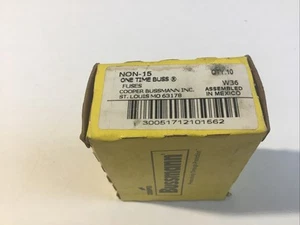 NON-15 QTY.10
ONE TIME BUSS ® W36
FUSES
COOPER BUSSMANN INC. ASSEMBLED
ST. LOUIS MO 63178 IN MEXICO
30051712101562
Bussmann